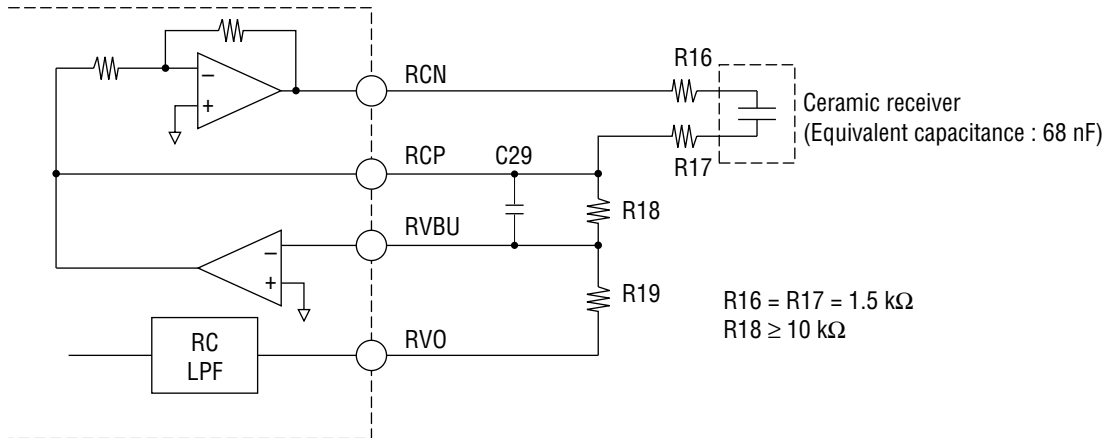 R16
RCN
−
+
Ceramic receiver
(Equivalent capacitance : 68 nF)
RCP
C29
R17
R18
RVBU
−
+
R19
R16 = R17 = 1.5 kΩ
R18 ≥ 10 kΩ
RVO
RC
LPF